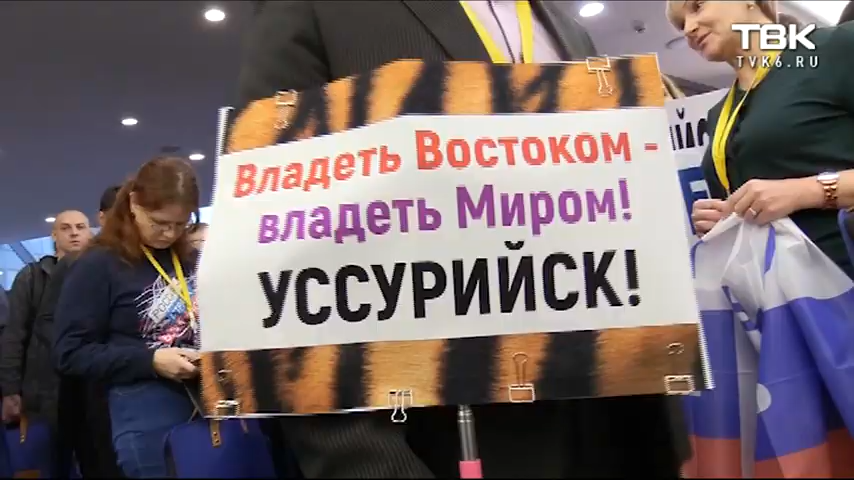 ТВК
TVK6.RU
Владеть Востоком -
владеть Миром!
УССУРИЙСК!